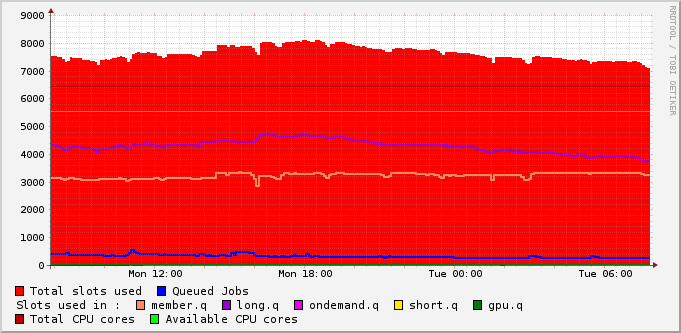 9000
8000
7000
6000
5000
4000
3000
2000
1000
0
Mon 12:00 Mon 18:00 Tue 00:00 Tue 06:00
RRDTOOL / TOBI OETIKER
Total slots used Queued Jobs
Slots used in : member.q long.q ondemand.q short.q gpu.q
Total CPU cores Available CPU cores